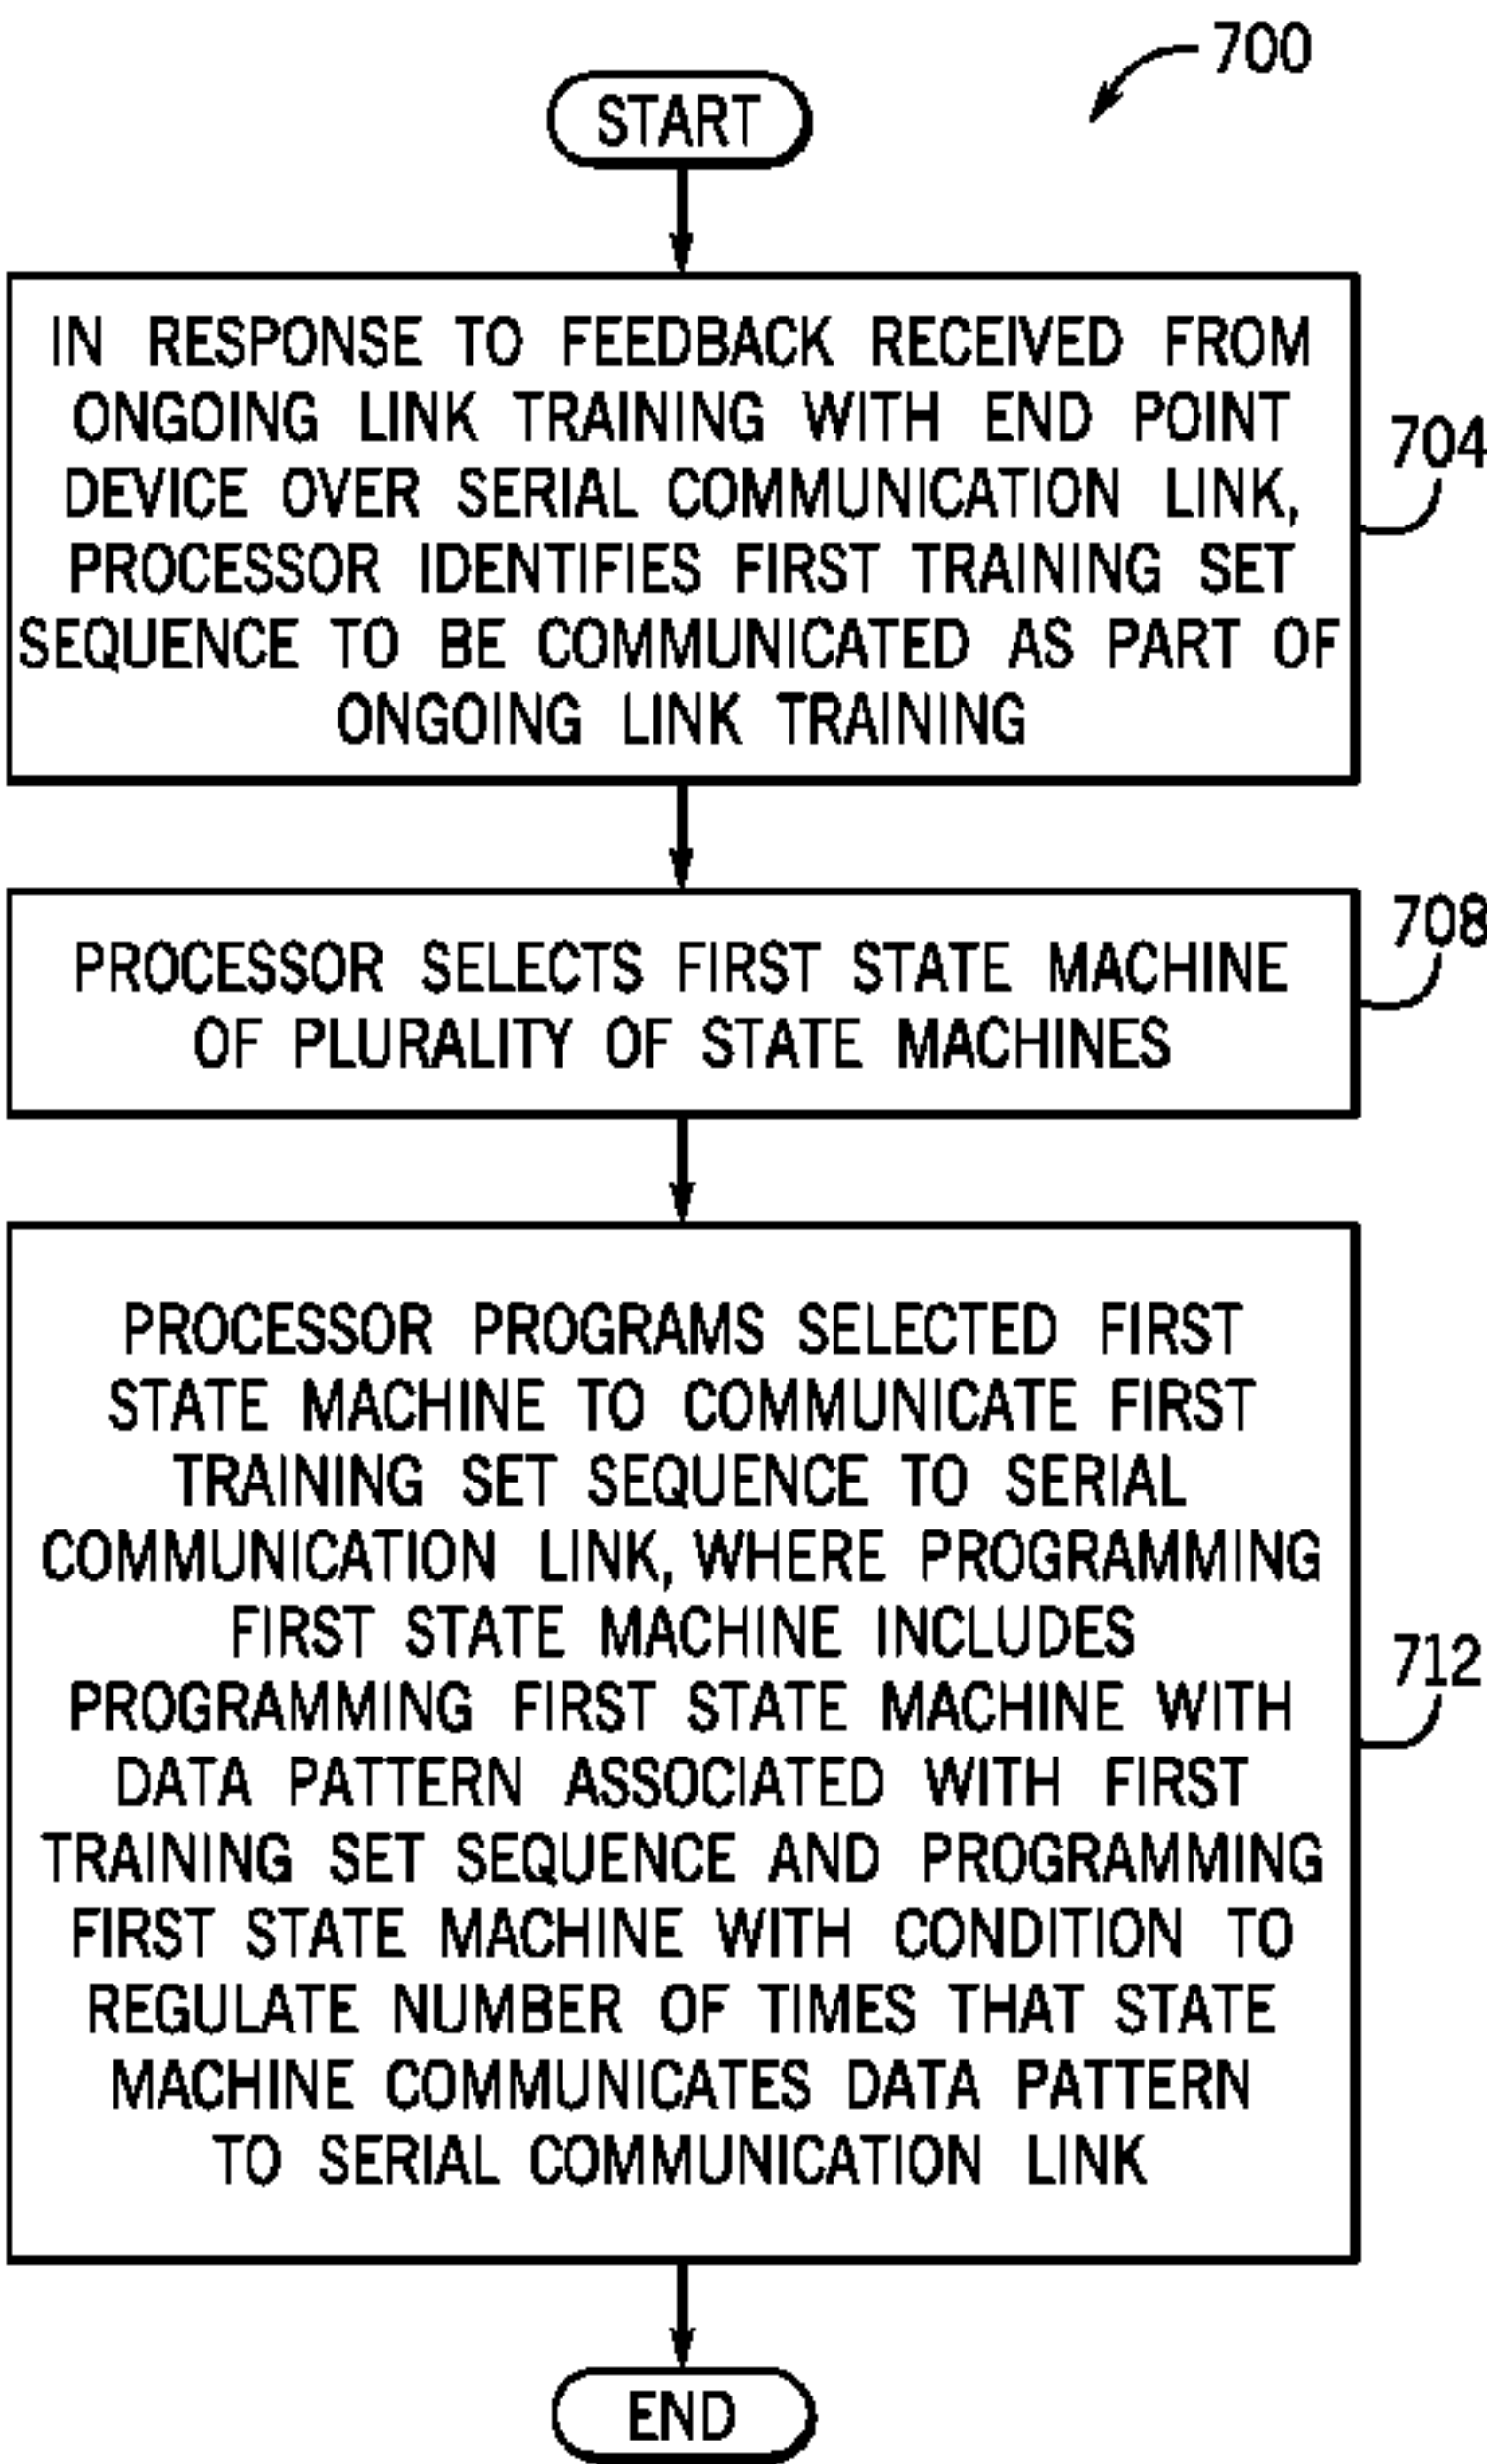 700
START
IN RESPONSE TO FEEDBACK RECEIVED FROM
ONGOING LINK TRAINING WITH END POINT
DEVICE OVER SERIAL COMMUNICATION LINK,
PROCESSOR IDENTIFIES FIRST TRAINING SET
SEQUENCE TO BE COMMUNICATED AS PART OF
ONGOING LINK TRAINING
704
PROCESSOR SELECTS FIRST STATE MACHINE
OF PLURALITY OF STATE MACHINES
708
PROCESSOR PROGRAMS SELECTED FIRST
STATE MACHINE TO COMMUNICATE FIRST
TRAINING SET SEQUENCE TO SERIAL
COMMUNICATION LINK, WHERE PROGRAMMING
FIRST STATE MACHINE INCLUDES
PROGRAMMING FIRST STATE MACHINE WITH
DATA PATTERN ASSOCIATED WITH FIRST
TRAINING SET SEQUENCE AND PROGRAMMING
FIRST STATE MACHINE WITH CONDITION TO
REGULATE NUMBER OF TIMES THAT STATE
MACHINE COMMUNICATES DATA PATTERN
TO SERIAL COMMUNICATION LINK
712
END